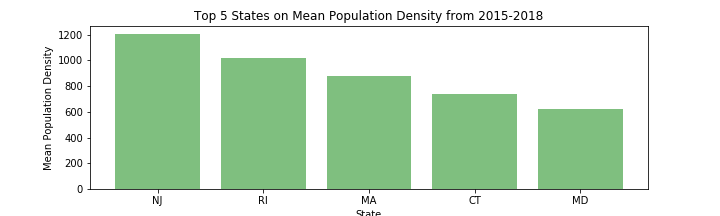 Top 5 States on Mean Population Density from 2015-2018
1200
1000
800
600
400
200
0
Mean Population Density
NJ RI MA CT MD
State